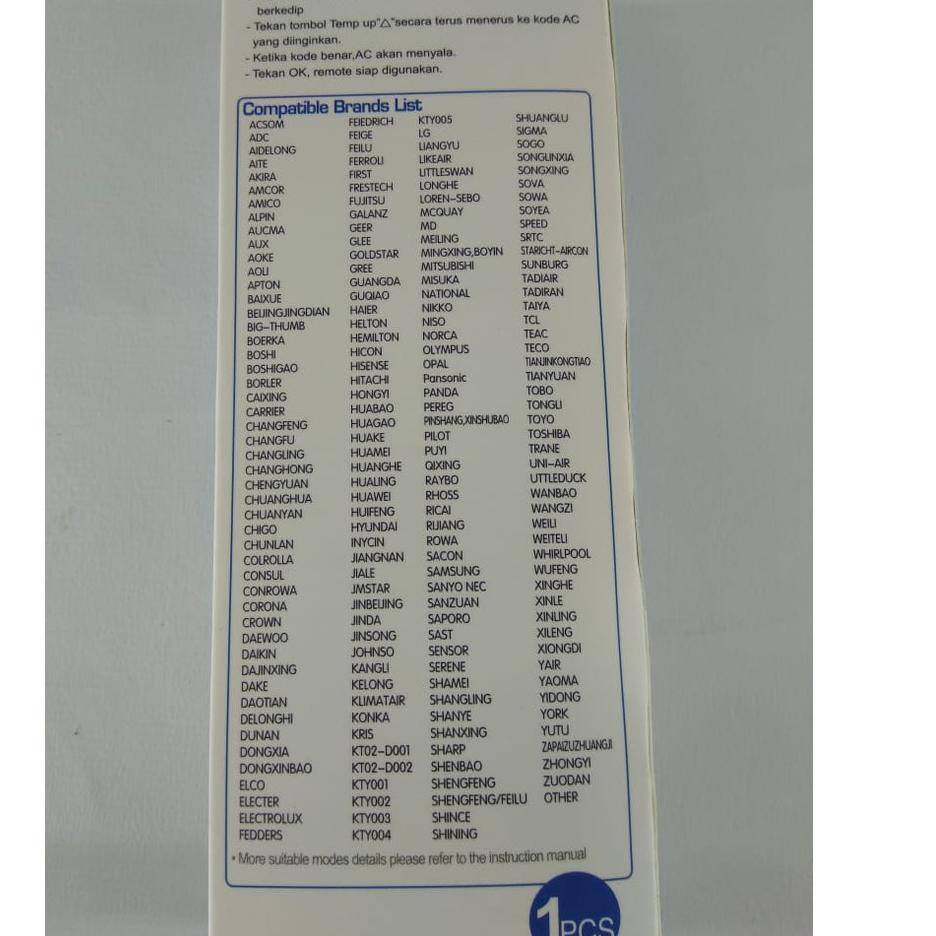 berkedip
- Tekan tombol Temp up"△"secara terus menerus ke kode AC
yang diinginkan.
- Ketika kode benar,AC akan menyala.
- Tekan OK, remote siap digunakan.
Compatible Brands List
ACSOM
ADC
AIDELONG
AITE
AKIRA
AMCOR
AMICO
ALPIN
AUCMA
AUX
AOKE
AOLI
APTON
BAIXUE
BEIJINGJINGDIAN
BIG-THUMB
BOERKA
BOSHI
BOSHIGAO
BORLER
CAIXING
CARRIER
CHANGFENG
CHANGFU
CHANGLING
CHANGHONG
CHENGYUAN
CHUANGHUA
CHUANYAN
CHIGO
CHUNLAN
COLROLLA
CONSUL
CONROWA
CORONA
CROWN
DAEWOO
DAIKIN
DAJINXING
DAKE
DAOTIAN
DELONGHI
DUNAN
DONGXIA
DONGXINBAO
ELCO
ELECTER
ELECTROLUX
FEDDERS
FEIEDRICH
FEIGE
FEILU
FERROLI
FIRST
FRESTECH
FUJITSU
GALANZ
GEER
GLEE
GOLDSTAR
GREE
GUANGDA
GUQIAO
HAIER
HELTON
HEMILTON
HICON
HISENSE
HITACHI
HONGYI
HUABAO
HUAGAO
HUAKE
HUAMEI
HUANGHE
HUALING
HUAWEI
HUIFENG
HYUNDAI
INYCIN
JIANGNAN
JIALE
JMSTAR
JINBEIJING
JINDA
JINSONG
JOHNSO
KANGLI
KELONG
KLIMATAIR
KONKA
KRIS
KT02-D001
KT02-D002
KTY001
KTY002
KTY003
KTY004
KTY005
LG
LIANGYU
LIKEAIR
LITTLESWAN
LONGHE
LOREN-SEBO
MCQUAY
MD
MEILING
MINGXING,BOYIN
MITSUBISHI
MISUKA
NATIONAL
NIKKO
NISO
NORCA
OLYMPUS
OPAL
Pansonic
PANDA
PEREG
PINSHANG,XINSHUBAO
PILOT
PUYI
QIXING
RAYBO
RHOSS
RICAI
RIJIANG
ROWA
SACON
SAMSUNG
SANYO NEC
SANZUAN
SAPORO
SAST
SENSOR
SERENE
SHAMEI
SHANGLING
SHANYE
SHANXING
SHARP
SHENBAO
SHENGFENG
SHENGFENG/FEILU
SHINCE
SHINING
SHUANGLU
SIGMA
SOGO
SONGLINXIA
SONGXING
SOVA
SOWA
SOYEA
SPEED
SRTC
STARICHT-AIRCON
SUNBURG
TADIAIR
TADIRAN
TAIYA
TCL
TEAC
TECO
TIANJINKONGTIAO
TIANYUAN
TOBO
TONGLI
TOYO
TOSHIBA
TRANE
UNI-AIR
UTTLEDUCK
WANBAO
WANGZI
WEILI
WEITELI
WHIRLPOOL
WUFENG
XINGHE
XINLE
XINLING
XILENG
XIONGDI
YAIR
YAOMA
YIDONG
YORK
YUTU
ZAPAIZUZHUANGJI
ZHONGYI
ZUODAN
OTHER
• More suitable modes details please refer to the instruction manual
1PCS